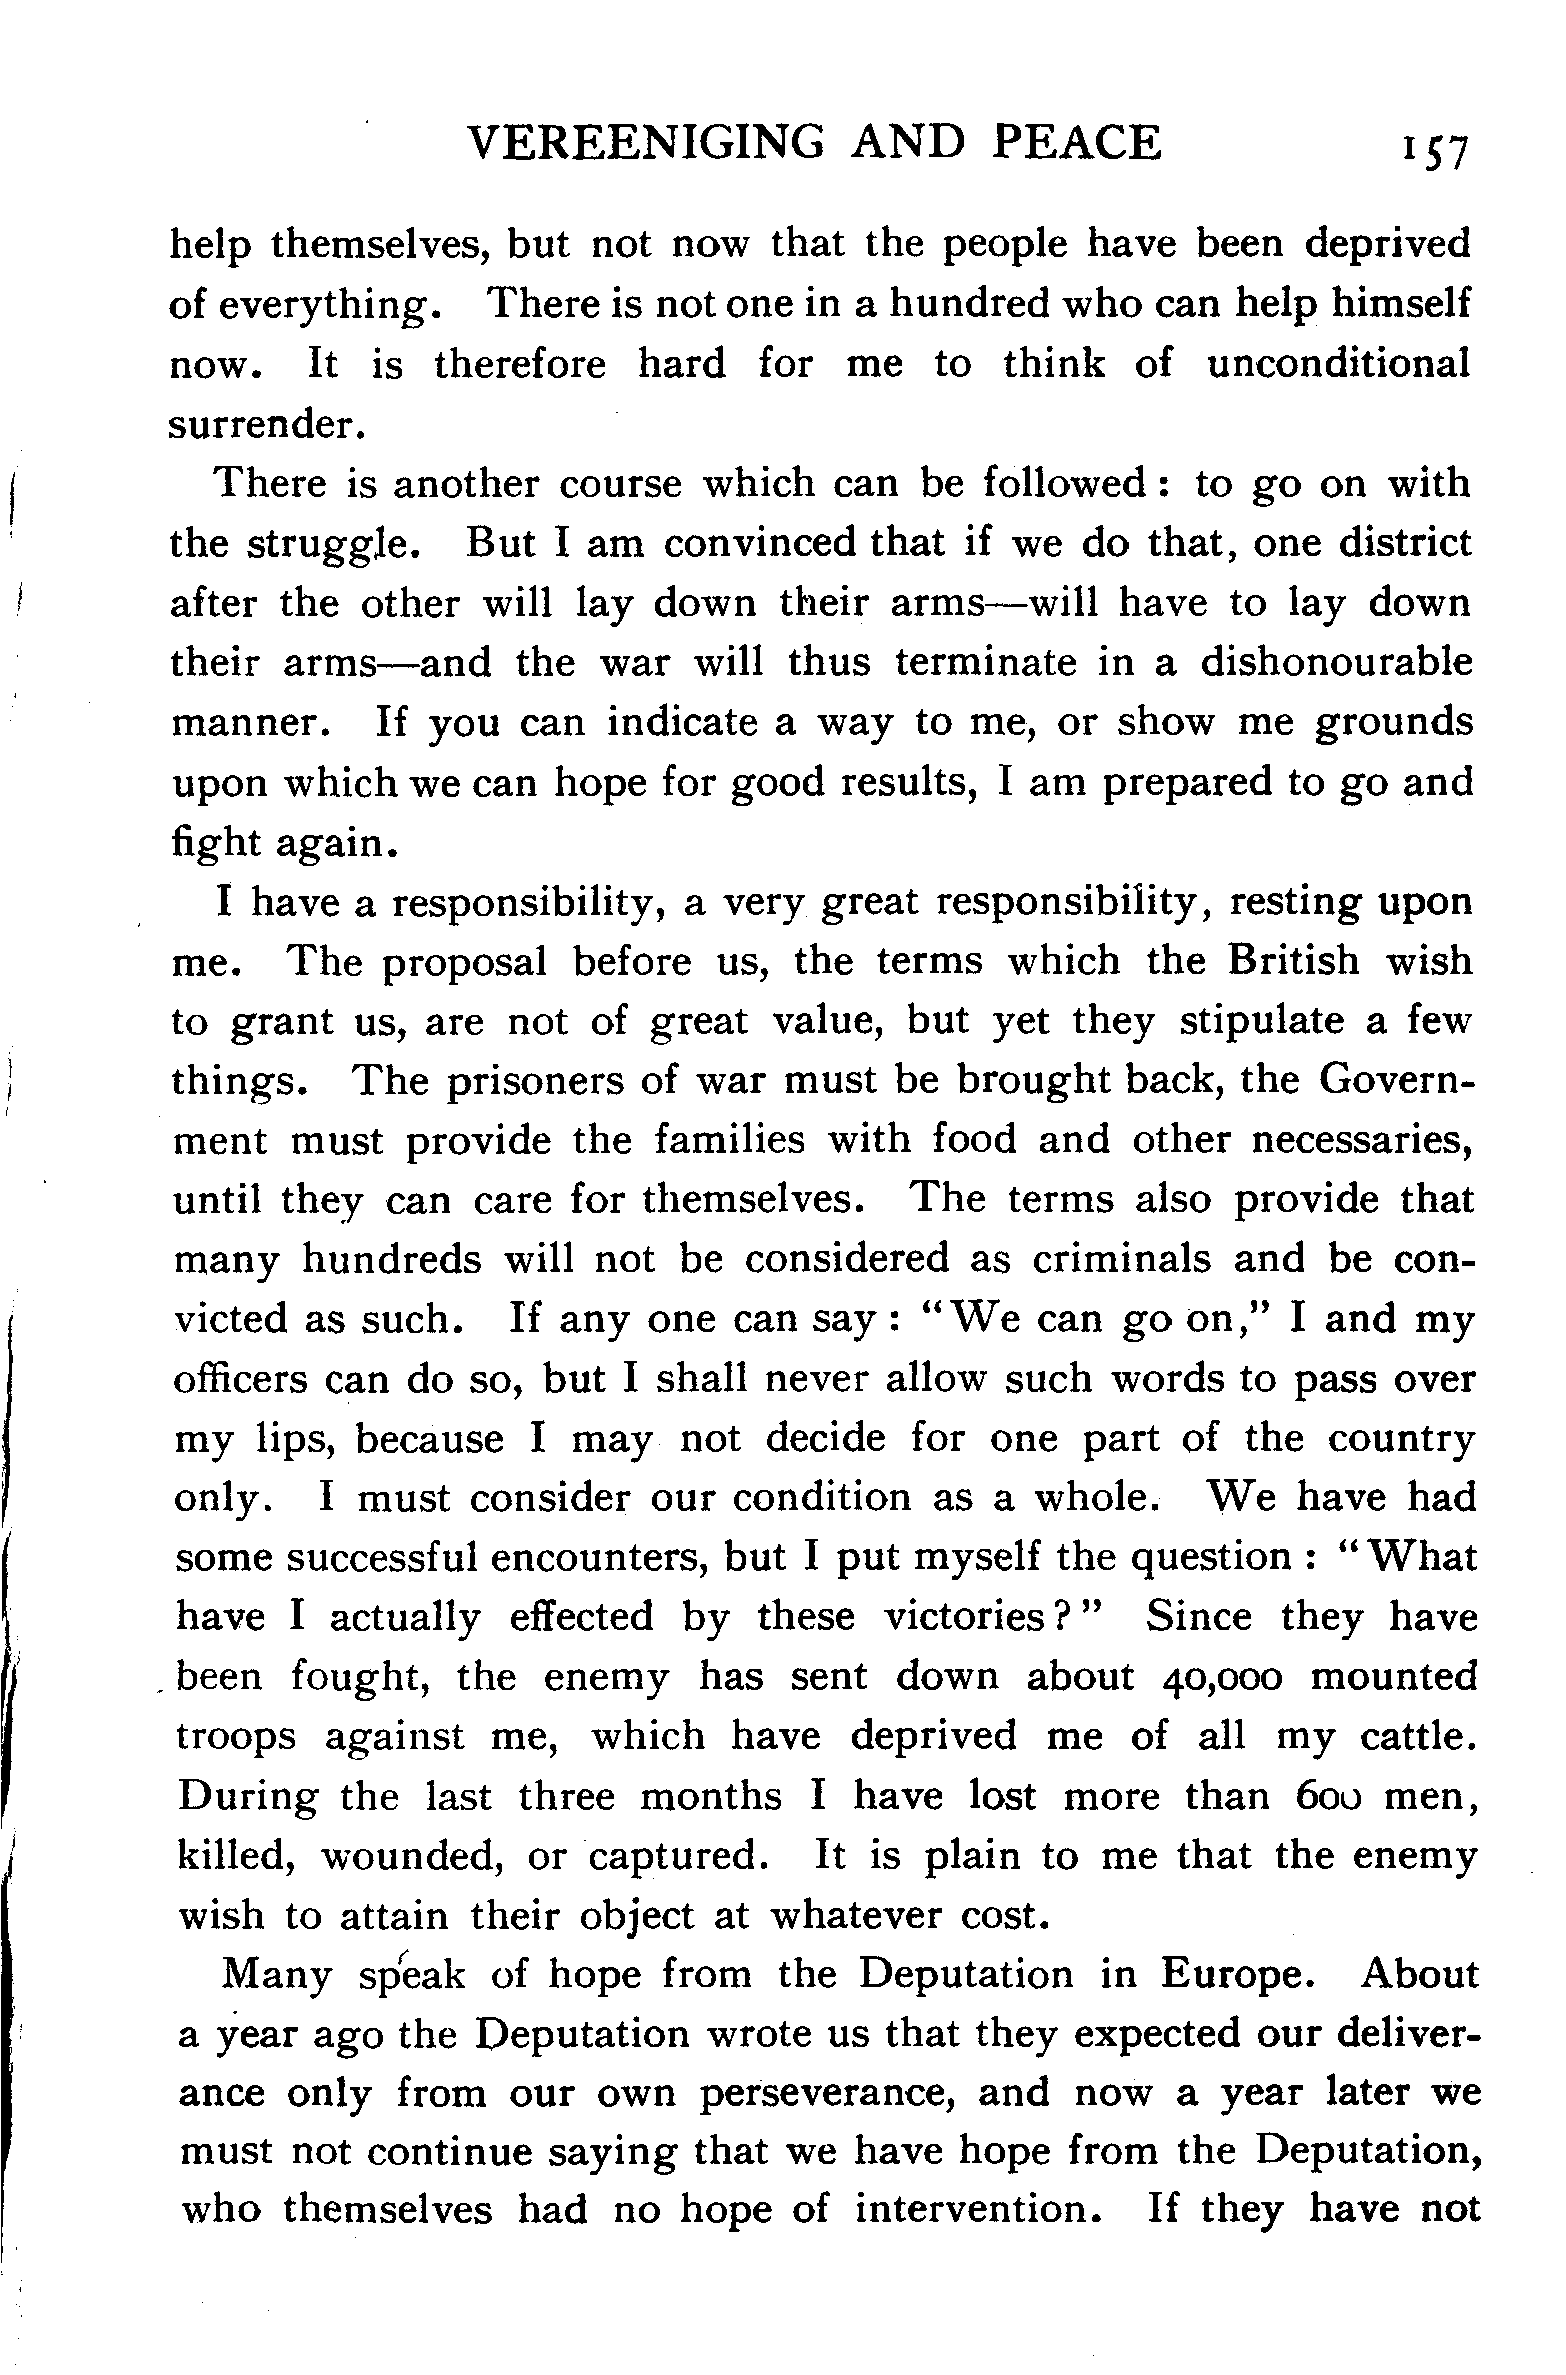 VEREENIGING AND PEACE 157
help themselves, but not now that the people have been deprived
of everything. There is not one in a hundred who can help himself
now. It is therefore hard for me to think of unconditional
surrender.
There is another course which can be followed : to go on with
the struggle. But I am convinced that if we do that, one district
after the other will lay down their arms—will have to lay down
their arms—and the war will thus terminate in a dishonourable
manner. If you can indicate a way to me, or show me grounds
upon which we can hope for good results, I am prepared to go and
fight again.
I have a responsibility, a very great responsibility, resting upon
me. The proposal before us, the terms which the British wish
to grant us, are not of great value, but yet they stipulate a few
things. The prisoners of war must be brought back, the Govern-
ment must provide the families with food and other necessaries,
until they can care for themselves. The terms also provide that
many hundreds will not be considered as criminals and be con-
victed as such. If any one can say : “We can go on,” I and my
officers can do so, but I shall never allow such words to pass over
my lips, because I may not decide for one part of the country
only. I must consider our condition as a whole. We have had
some successful encounters, but I put myself the question : “What
have I actually effected by these victories?” Since they have
been fought, the enemy has sent down about 40,000 mounted
troops against me, which have deprived me of all my cattle.
During the last three months I have lost more than 600 men,
killed, wounded, or captured. It is plain to me that the enemy
wish to attain their object at whatever cost.
Many speak of hope from the Deputation in Europe. About
a year ago the Deputation wrote us that they expected our deliver-
ance only from our own perseverance, and now a year later we
must not continue saying that we have hope from the Deputation,
who themselves had no hope of intervention. If they have not